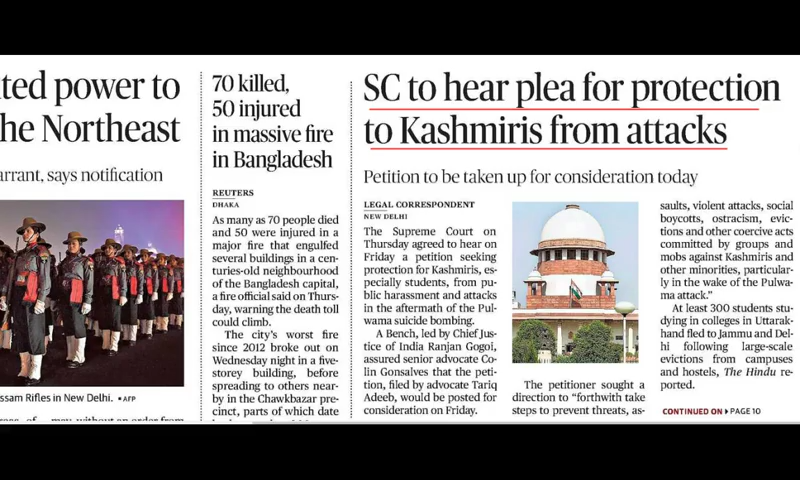 ted power to
he Northeast
arrant, says notification
ssam Rifles in New Delhi. •AFP
may without an order from
70 killed,
50 injured
in massive fire
in Bangladesh
REUTERS
DHAKA
As many as 70 people died
and 50 were injured in a
major fire that engulfed
several buildings in a cen-
turies-old neighbourhood
of the Bangladesh capital,
a fire official said on Thurs-
day, warning the death toll
could climb.
The city's worst fire
since 2012 broke out on
Wednesday night in a five-
storey building, before
spreading to others near-
by in the Chawkbazar pre-
cinct, parts of which date
SC to hear plea for protection
to Kashmiris from attacks
Petition to be taken up for consideration today
LEGAL CORRESPONDENT
NEW DELHI
The Supreme Court on
Thursday agreed to hear on
Friday a petition seeking
protection for Kashmiris, es-
pecially students, from pu-
blic harassment and attacks
in the aftermath of the Pul-
wama suicide bombing.
A Bench, led by Chief Justice
of India Ranjan Gogoi,
assured senior advocate Co-
lin Gonsalves that the peti-
tion, filed by advocate Tariq
Adeeb, would be posted for
consideration on Friday.
The petitioner sought a
direction to "forthwith take
steps to prevent threats, as-
saults, violent attacks, social
boycotts, ostracism, evic-
tions and other coercive acts
committed by groups and
mobs against Kashmiris and
other minorities, particular-
ly in the wake of the Pulwa-
ma attack."
At least 300 students stu-
dying in colleges in Uttarak-
hand fled to Jammu and Del-
hi following large-scale
evictions from campuses
and hostels, The Hindu re-
ported.
CONTINUED ON ▸ PAGE 10